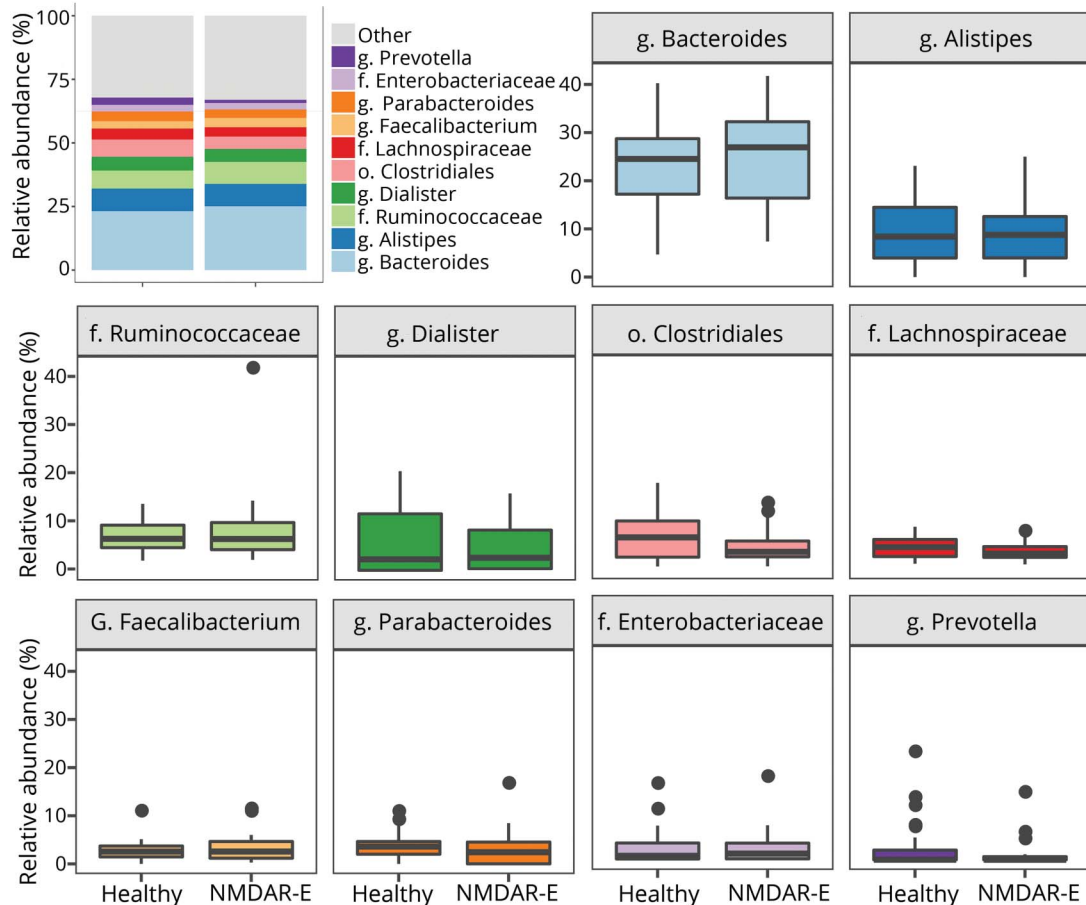 Relative abundance (%)
100
75
50
25
0
Other
g. Prevotella
f. Enterobacteriaceae
g. Parabacteroides
g. Faecalibacterium
f. Lachnospiraceae
o. Clostridiales
g. Dialister
f. Ruminococcaceae
g. Alistipes
g. Bacteroides
g. Bacteroides
g. Alistipes
40
30
20
10
0
f. Ruminococcaceae
g. Dialister
o. Clostridiales
f. Lachnospiraceae
Relative abundance (%)
40
30
20
10
0
G. Faecalibacterium
g. Parabacteroides
f. Enterobacteriaceae
g. Prevotella
Relative abundance (%)
40
30
20
10
0
Healthy NMDAR-E
Healthy NMDAR-E
Healthy NMDAR-E
Healthy NMDAR-E